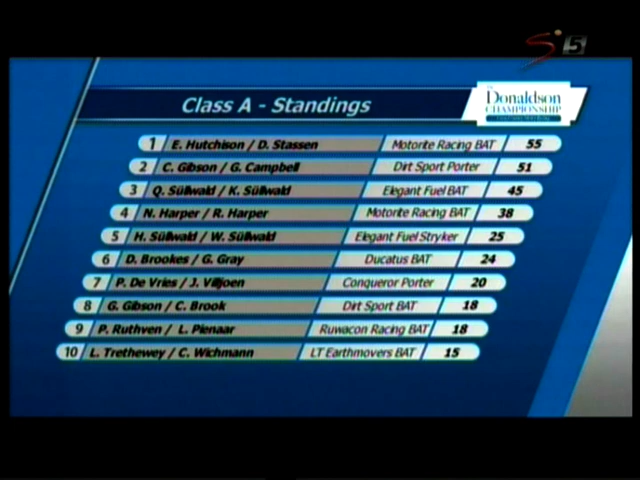 S 5
Donaldson
CHAMPIONSHIP
Class A - Standings
1 E. Hutchison / D. Stassen Motorite Racing BAT 55
2 C. Gibson / G. Campbell Dirt Sport Porter 51
3 Q. Süllwald / K. Süllwald Elegant Fuel BAT 45
4 N. Harper / R. Harper Motorite Racing BAT 38
5 H. Süllwald / W. Süllwald Elegant Fuel Stryker 25
6 D. Brookes / G. Gray Ducatus BAT 24
7 P. De Vries / J. Viljoen Conqueror Porter 20
8 G. Gibson / C. Brook Dirt Sport BAT 18
9 P. Ruthven / L. Pienaar Ruwacon Racing BAT 18
10 L. Trethewey / C. Wichmann LT Earthmovers BAT 15